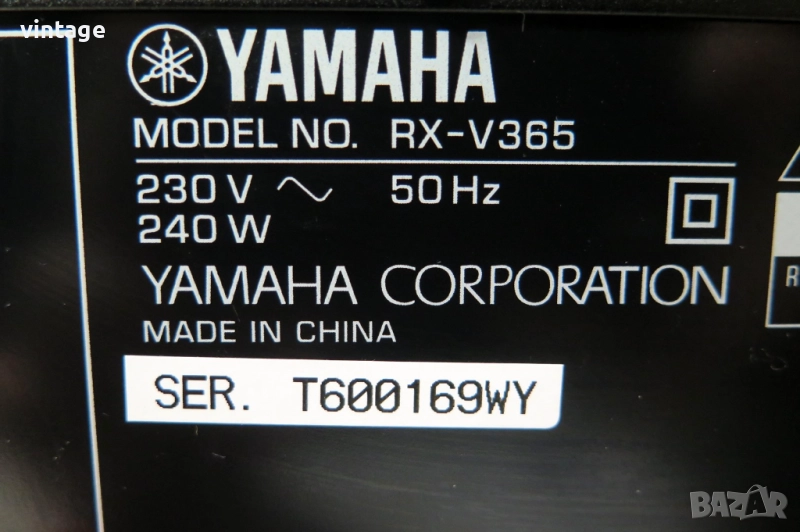 vintage
YAMAHA
MODEL NO. RX-V365
230 V ~ 50 Hz
240 W
YAMAHA CORPORATION
MADE IN CHINA
SER. T600169WY
R
BAZAR